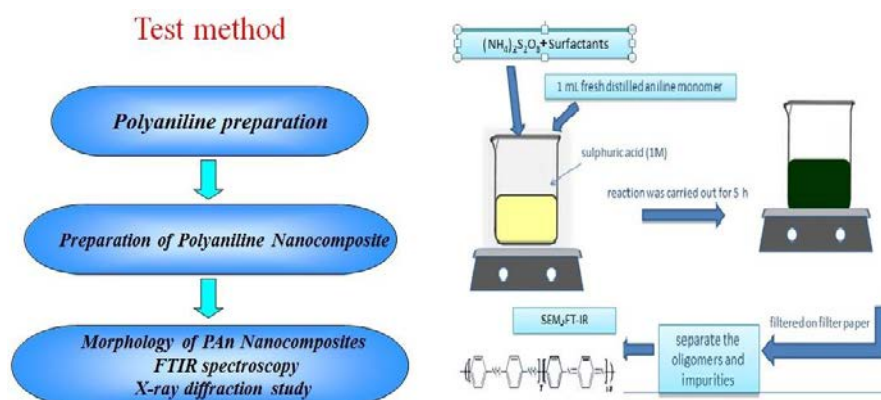 Test method
Polyaniline preparation
Preparation of Polyaniline Nanocomposite
Morphology of PAn Nanocomposites
FTIR spectroscopy
X-ray diffraction study
(NH₄)₂S₂O₈+Surfactants
1 mL fresh distilled aniline monomer
sulphuric acid (1M)
reaction was carried out for 5 h
filtered on filter paper
separate the
oligomers and
impurities
SEM,FT-IR